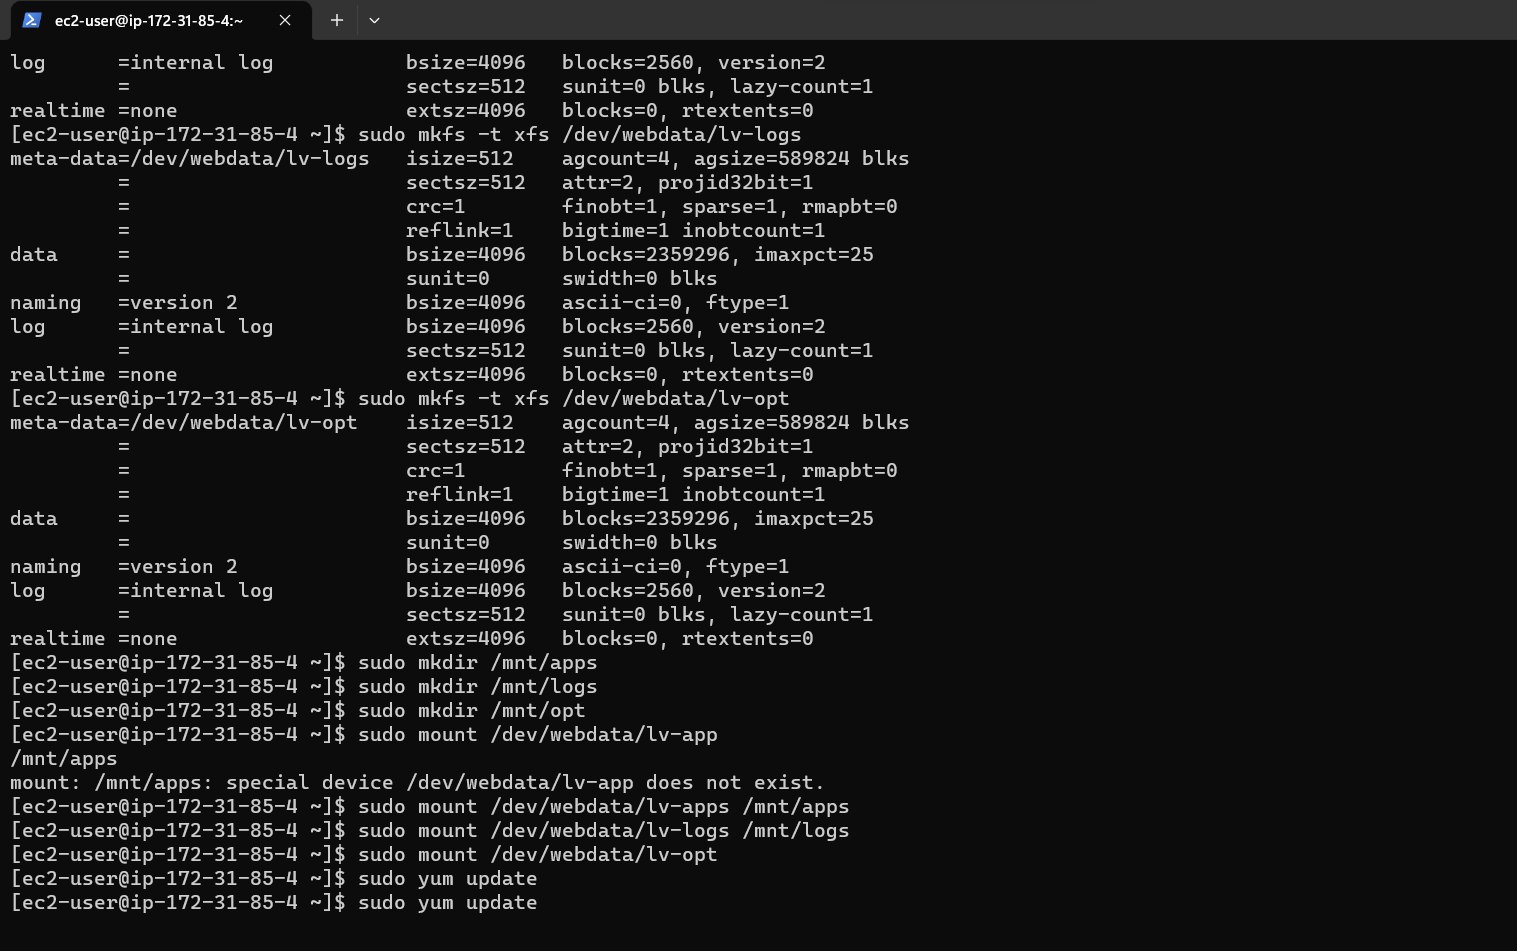 ec2-user@ip-172-31-85-4:~
log      =internal log           bsize=4096   blocks=2560, version=2
         =                       sectsz=512   sunit=0 blks, lazy-count=1
realtime =none                   extsz=4096   blocks=0, rtextents=0
[ec2-user@ip-172-31-85-4 ~]$ sudo mkfs -t xfs /dev/webdata/lv-logs
meta-data=/dev/webdata/lv-logs   isize=512    agcount=4, agsize=589824 blks
         =                       sectsz=512   attr=2, projid32bit=1
         =                       crc=1        finobt=1, sparse=1, rmapbt=0
         =                       reflink=1    bigtime=1 inobtcount=1
data     =                       bsize=4096   blocks=2359296, imaxpct=25
         =                       sunit=0      swidth=0 blks
naming   =version 2              bsize=4096   ascii-ci=0, ftype=1
log      =internal log           bsize=4096   blocks=2560, version=2
         =                       sectsz=512   sunit=0 blks, lazy-count=1
realtime =none                   extsz=4096   blocks=0, rtextents=0
[ec2-user@ip-172-31-85-4 ~]$ sudo mkfs -t xfs /dev/webdata/lv-opt
meta-data=/dev/webdata/lv-opt    isize=512    agcount=4, agsize=589824 blks
         =                       sectsz=512   attr=2, projid32bit=1
         =                       crc=1        finobt=1, sparse=1, rmapbt=0
         =                       reflink=1    bigtime=1 inobtcount=1
data     =                       bsize=4096   blocks=2359296, imaxpct=25
         =                       sunit=0      swidth=0 blks
naming   =version 2              bsize=4096   ascii-ci=0, ftype=1
log      =internal log           bsize=4096   blocks=2560, version=2
         =                       sectsz=512   sunit=0 blks, lazy-count=1
realtime =none                   extsz=4096   blocks=0, rtextents=0
[ec2-user@ip-172-31-85-4 ~]$ sudo mkdir /mnt/apps
[ec2-user@ip-172-31-85-4 ~]$ sudo mkdir /mnt/logs
[ec2-user@ip-172-31-85-4 ~]$ sudo mkdir /mnt/opt
[ec2-user@ip-172-31-85-4 ~]$ sudo mount /dev/webdata/lv-app
/mnt/apps
mount: /mnt/apps: special device /dev/webdata/lv-app does not exist.
[ec2-user@ip-172-31-85-4 ~]$ sudo mount /dev/webdata/lv-apps /mnt/apps
[ec2-user@ip-172-31-85-4 ~]$ sudo mount /dev/webdata/lv-logs /mnt/logs
[ec2-user@ip-172-31-85-4 ~]$ sudo mount /dev/webdata/lv-opt
[ec2-user@ip-172-31-85-4 ~]$ sudo yum update
[ec2-user@ip-172-31-85-4 ~]$ sudo yum update